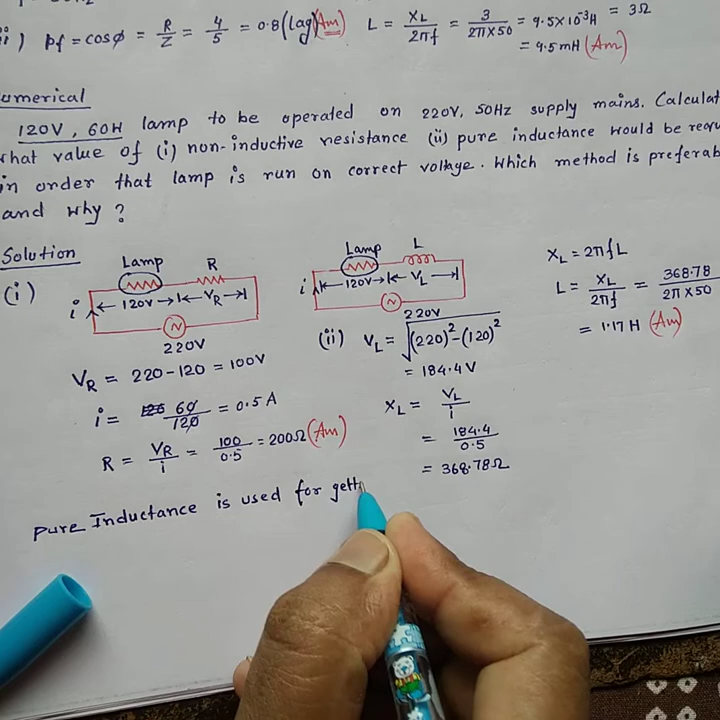 ii) pf = cosϕ = R/Z = 4/5 = 0.8 (lag) (Am)
L = XL/2πf = 3/2π×50 = 9.5×10⁻³H = 3Ω
= 9.5mH (Am)
umerical
120V, 60W lamp to be operated on 220V, 50Hz supply mains. Calculat
what value of (i) non-inductive resistance (ii) pure inductance would be requ
in order that lamp is run on correct voltage. Which method is preferab
and why?
Solution
(i)
Lamp R
i 120V VR
220V
VR = 220-120 = 100V
i = 60/120 = 0.5 A
R = VR/i = 100/0.5 = 200Ω (Am)
Lamp L
i 120V VL
220V
(ii) VL = √(220)²-(120)²
= 184.4V
XL = VL/i
= 184.4/0.5
= 368.78Ω
XL = 2πfL
L = XL/2πf = 368.78/2π×50
= 1.17H (Am)
Pure Inductance is used for gett